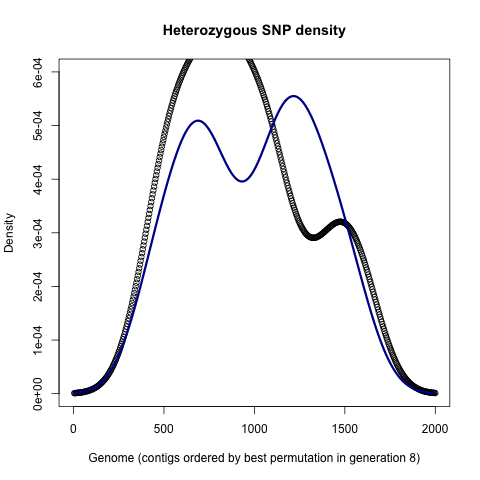 Heterozygous SNP density
6e-04
5e-04
4e-04
3e-04
2e-04
1e-04
0e+00
Density
0 500 1000 1500 2000
Genome (contigs ordered by best permutation in generation 8)